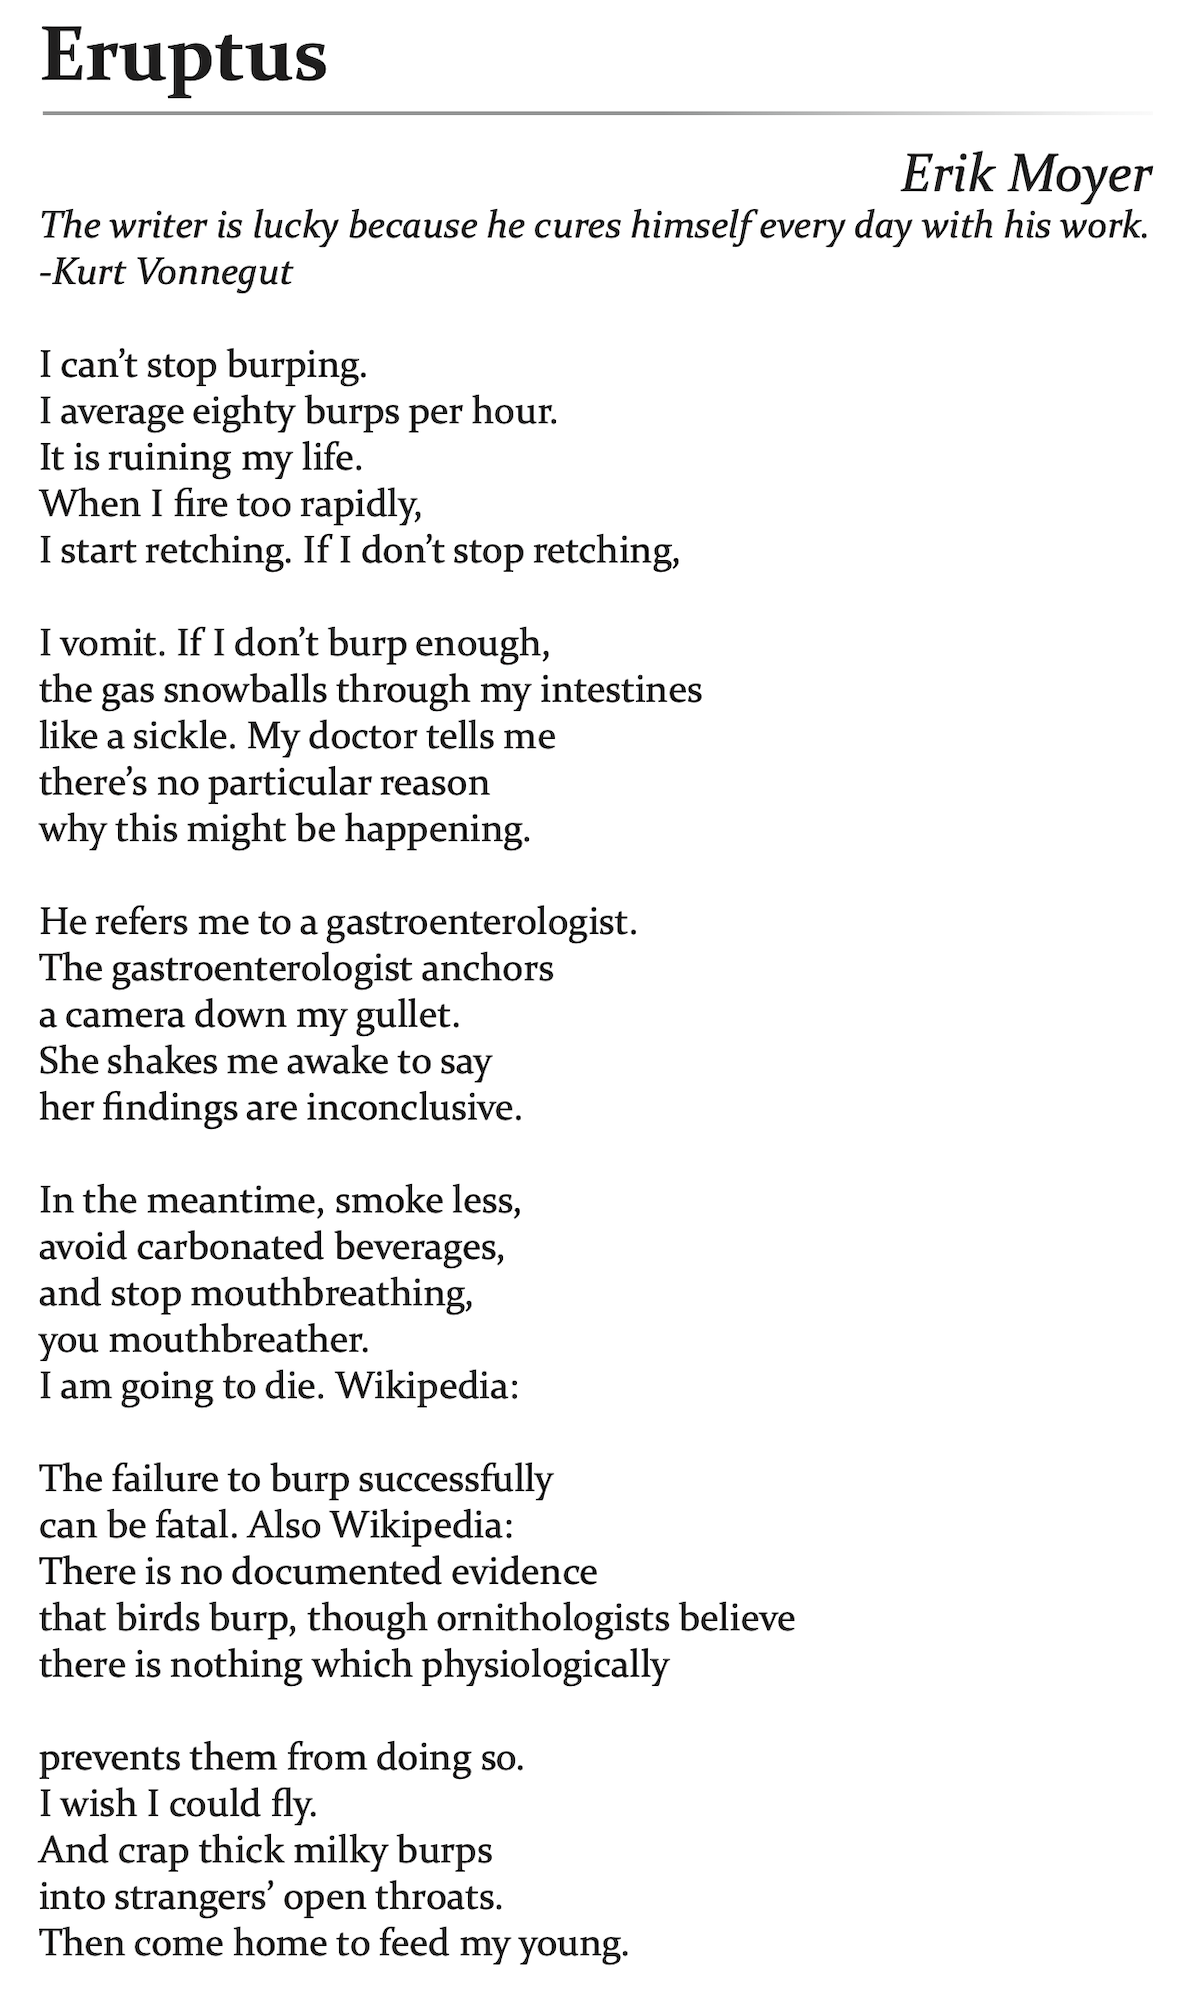 Eruptus
Erik Moyer
The writer is lucky because he cures himself every day with his work.
-Kurt Vonnegut
I can’t stop burping.
I average eighty burps per hour.
It is ruining my life.
When I fire too rapidly,
I start retching. If I don’t stop retching,
I vomit. If I don’t burp enough,
the gas snowballs through my intestines
like a sickle. My doctor tells me
there’s no particular reason
why this might be happening.
He refers me to a gastroenterologist.
The gastroenterologist anchors
a camera down my gullet.
She shakes me awake to say
her findings are inconclusive.
In the meantime, smoke less,
avoid carbonated beverages,
and stop mouthbreathing,
you mouthbreather.
I am going to die. Wikipedia:
The failure to burp successfully
can be fatal. Also Wikipedia:
There is no documented evidence
that birds burp, though ornithologists believe
there is nothing which physiologically
prevents them from doing so.
I wish I could fly.
And crap thick milky burps
into strangers’ open throats.
Then come home to feed my young.